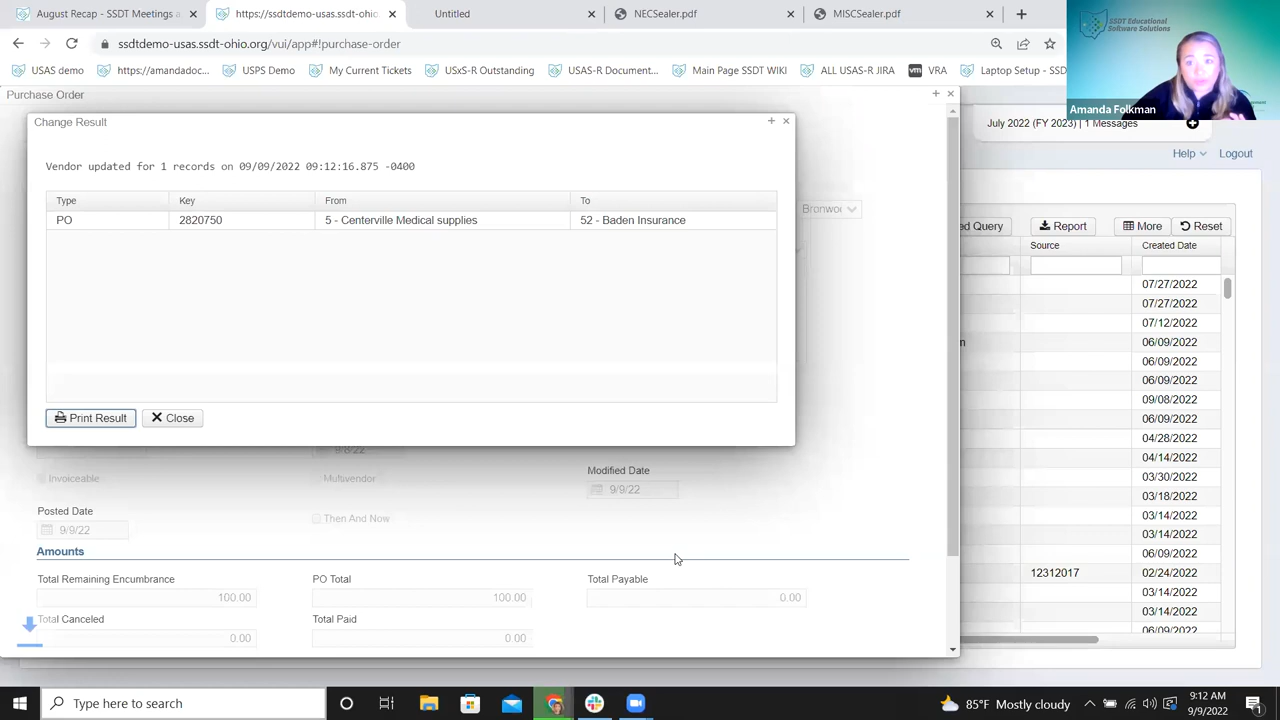 August Recap - SSDT Meetings a
https://ssdtdemo-usas.ssdt-ohio.
Untitled
NECSealer.pdf
MISCSealer.pdf
ssdtdemo-usas.ssdt-ohio.org/vui/app#!purchase-order
USAS demo
https://amandadoc...
USPS Demo
My Current Tickets
USxS-R Outstanding
USAS-R Document...
Main Page SSDT WIKI
ALL USAS-R JIRA
VRA
Laptop Setup - SSD
SSDT Educational
Software Solutions
Amanda Folkman
Purchase Order
July 2022 (FY 2023) | 1 Messages
Help
Logout
Change Result
Vendor updated for 1 records on 09/09/2022 09:12:16.875 -0400
Type
Key
From
To
PO
2820750
5 - Centerville Medical supplies
52 - Baden Insurance
Print Result
Close
ed Query
Report
More
Reset
Source
Created Date
07/27/2022
07/27/2022
07/12/2022
m
06/09/2022
06/09/2022
06/09/2022
09/08/2022
06/09/2022
04/28/2022
04/14/2022
03/30/2022
03/18/2022
03/14/2022
03/14/2022
06/09/2022
12312017
02/24/2022
03/14/2022
03/14/2022
06/09/2022
9/8/22
Invoiceable
Multivendor
Modified Date
9/9/22
Posted Date
9/9/22
Then And Now
Amounts
Total Remaining Encumbrance
PO Total
Total Payable
100.00
100.00
0.00
Total Canceled
Total Paid
0.00
0.00
Type here to search
85°F Mostly cloudy
9:12 AM
9/9/2022
1